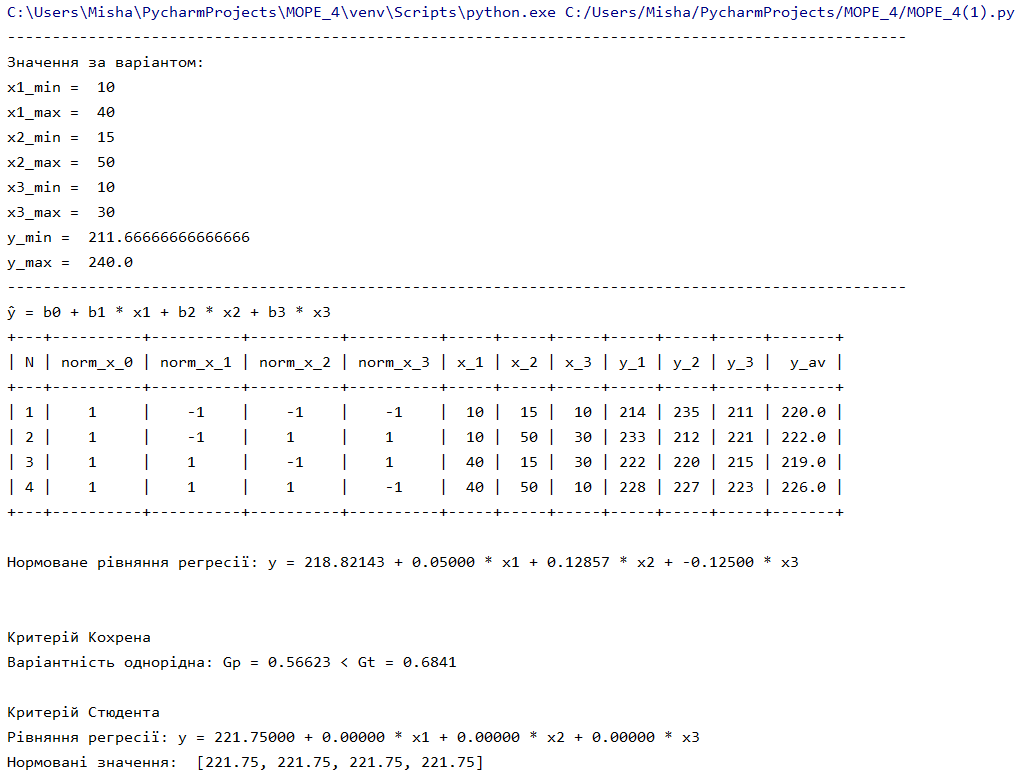 C:\Users\Misha\PycharmProjects\MOPE_4\venv\Scripts\python.exe C:/Users/Misha/PycharmProjects/MOPE_4/MOPE_4(1).py
----------------------------------------------------------------------------------------------------
Значення за варіантом:
x1_min =  10
x1_max =  40
x2_min =  15
x2_max =  50
x3_min =  10
x3_max =  30
y_min =  211.66666666666666
y_max =  240.0
----------------------------------------------------------------------------------------------------
ŷ = b0 + b1 * x1 + b2 * x2 + b3 * x3
+---+----------+----------+----------+----------+-----+-----+-----+-----+-----+-----+-------+
| N | norm_x_0 | norm_x_1 | norm_x_2 | norm_x_3 | x_1 | x_2 | x_3 | y_1 | y_2 | y_3 |  y_av |
+---+----------+----------+----------+----------+-----+-----+-----+-----+-----+-----+-------+
| 1 |    1     |    -1    |    -1    |    -1    |  10 |  15 |  10 | 214 | 235 | 211 | 220.0 |
| 2 |    1     |    -1    |    1     |    1     |  10 |  50 |  30 | 233 | 212 | 221 | 222.0 |
| 3 |    1     |    1     |    -1    |    1     |  40 |  15 |  30 | 222 | 220 | 215 | 219.0 |
| 4 |    1     |    1     |    1     |    -1    |  40 |  50 |  10 | 228 | 227 | 223 | 226.0 |
+---+----------+----------+----------+----------+-----+-----+-----+-----+-----+-----+-------+
Нормоване рівняння регресії: y = 218.82143 + 0.05000 * x1 + 0.12857 * x2 + -0.12500 * x3
Критерій Кохрена
Варіантність однорідна: Gp = 0.56623 < Gt = 0.6841
Критерій Стюдента
Рівняння регресії: y = 221.75000 + 0.00000 * x1 + 0.00000 * x2 + 0.00000 * x3
Нормовані значення:  [221.75, 221.75, 221.75, 221.75]